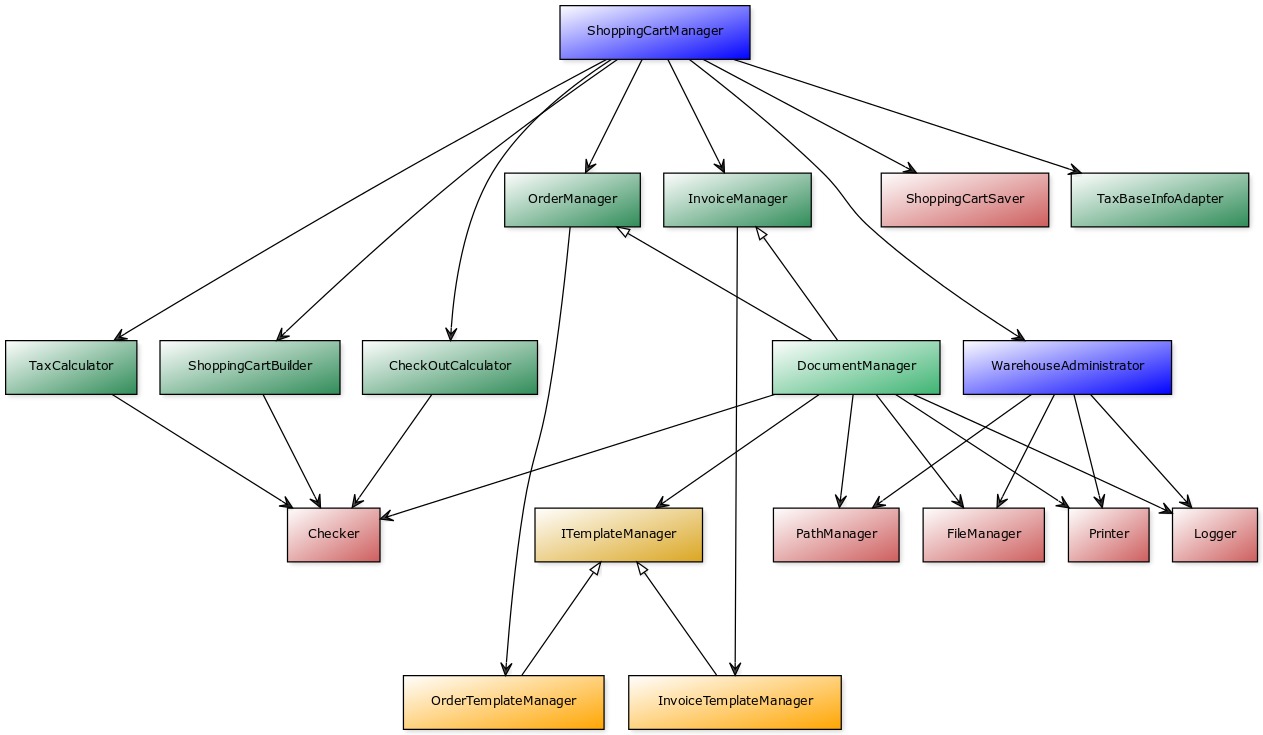 ShoppingCartManager
OrderManager
InvoiceManager
ShoppingCartSaver
TaxBaseInfoAdapter
TaxCalculator
ShoppingCartBuilder
CheckOutCalculator
DocumentManager
WarehouseAdministrator
Checker
ITemplateManager
PathManager
FileManager
Printer
Logger
OrderTemplateManager
InvoiceTemplateManager